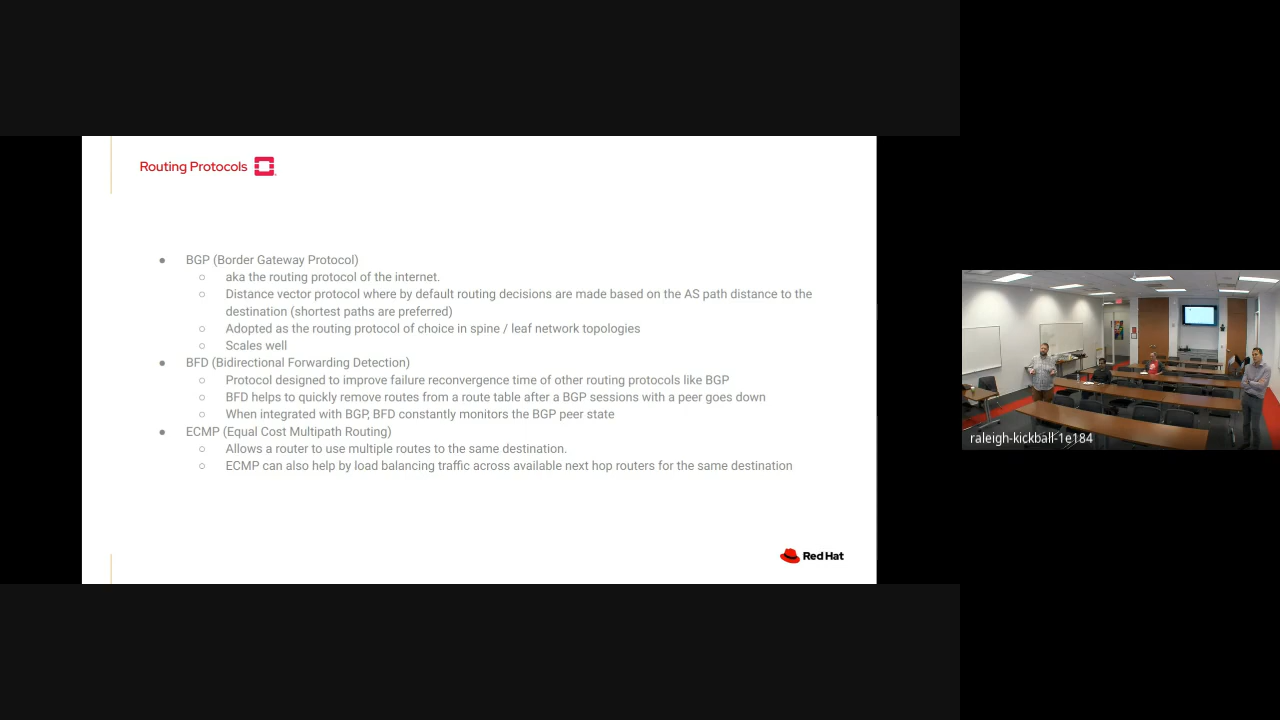 Routing Protocols
● BGP (Border Gateway Protocol)
○ aka the routing protocol of the internet.
○ Distance vector protocol where by default routing decisions are made based on the AS path distance to the
destination (shortest paths are preferred)
○ Adopted as the routing protocol of choice in spine / leaf network topologies
○ Scales well
● BFD (Bidirectional Forwarding Detection)
○ Protocol designed to improve failure reconvergence time of other routing protocols like BGP
○ BFD helps to quickly remove routes from a route table after a BGP sessions with a peer goes down
○ When integrated with BGP, BFD constantly monitors the BGP peer state
● ECMP (Equal Cost Multipath Routing)
○ Allows a router to use multiple routes to the same destination.
○ ECMP can also help by load balancing traffic across available next hop routers for the same destination
Red Hat
raleigh-kickball-1e184